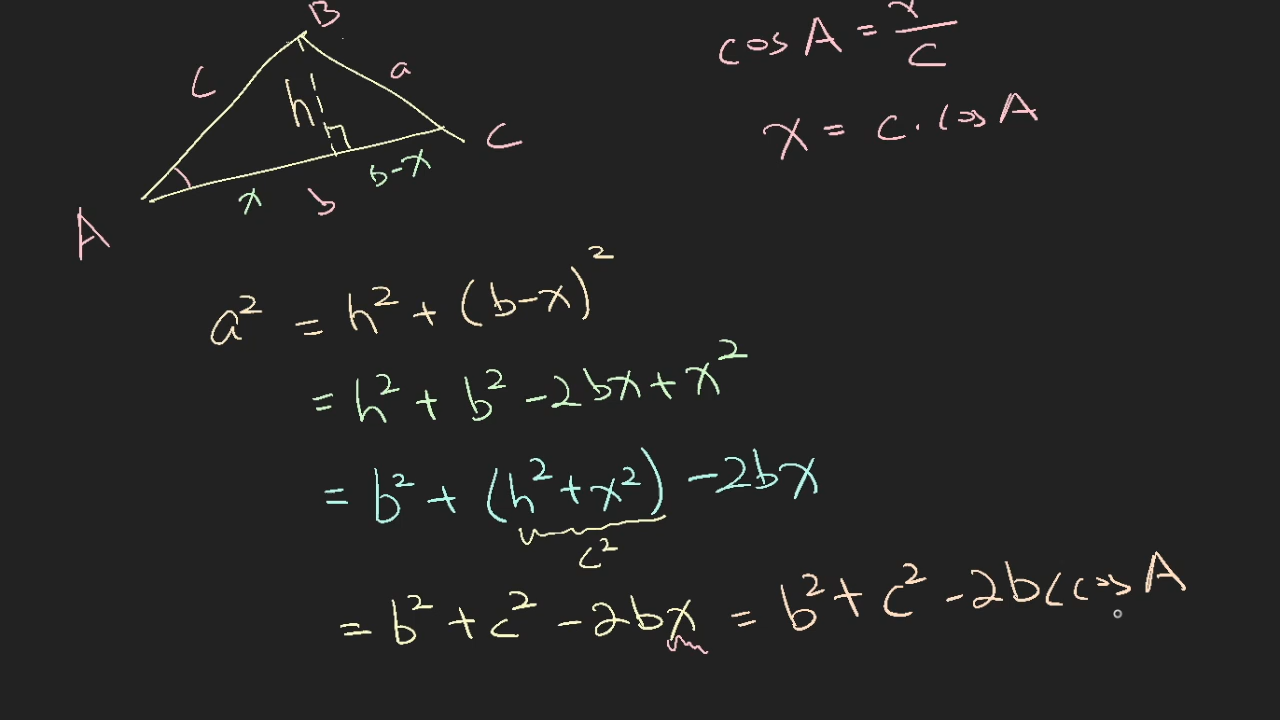 B
c
a
h
C
x
b
b-x
A
cos A = x/c
x = c. cos A
a² = h² + (b-x)²
= h² + b² - 2bx + x²
= b² + (h² + x²) - 2bx
c²
= b² + c² - 2bx = b² + c² - 2bc cos A